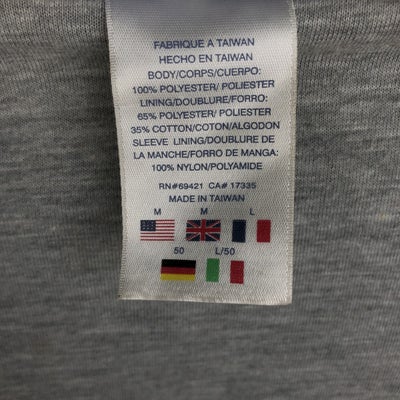 FABRIQUE A TAIWAN
HECHO EN TAIWAN
BODY/CORPS/CUERPO:
100% POLYESTER/ POLIESTER
LINING/DOUBLURE/FORRO:
65% POLYESTER/ POLIESTER
35% COTTON/COTON/ALGODON
SLEEVE LINING/DOUBLURE DE
LA MANCHE/FORRO DE MANGA:
100% NYLON/POLYAMIDE
RN#69421 CA# 17335
MADE IN TAIWAN
M M L
50 L/50